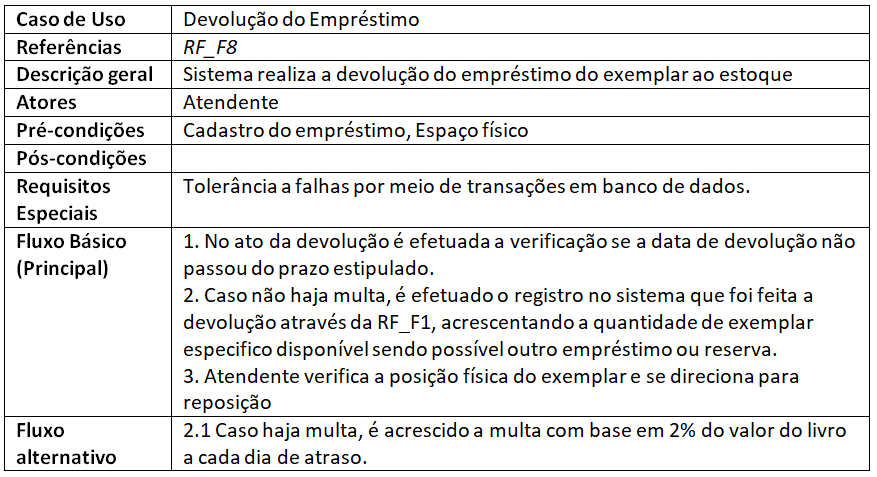 Caso de Uso Devolução do Empréstimo
Referências RF_F8
Descrição geral Sistema realiza a devolução do empréstimo do exemplar ao estoque
Atores Atendente
Pré-condições Cadastro do empréstimo, Espaço físico
Pós-condições
Requisitos Especiais Tolerância a falhas por meio de transações em banco de dados.
Fluxo Básico (Principal) 1. No ato da devolução é efetuada a verificação se a data de devolução não
passou do prazo estipulado.
2. Caso não haja multa, é efetuado o registro no sistema que foi feita a
devolução através da RF_F1, acrescentando a quantidade de exemplar
especifico disponível sendo possível outro empréstimo ou reserva.
3. Atendente verifica a posição física do exemplar e se direciona para
reposição
Fluxo alternativo 2.1 Caso haja multa, é acrescido a multa com base em 2% do valor do livro
a cada dia de atraso.